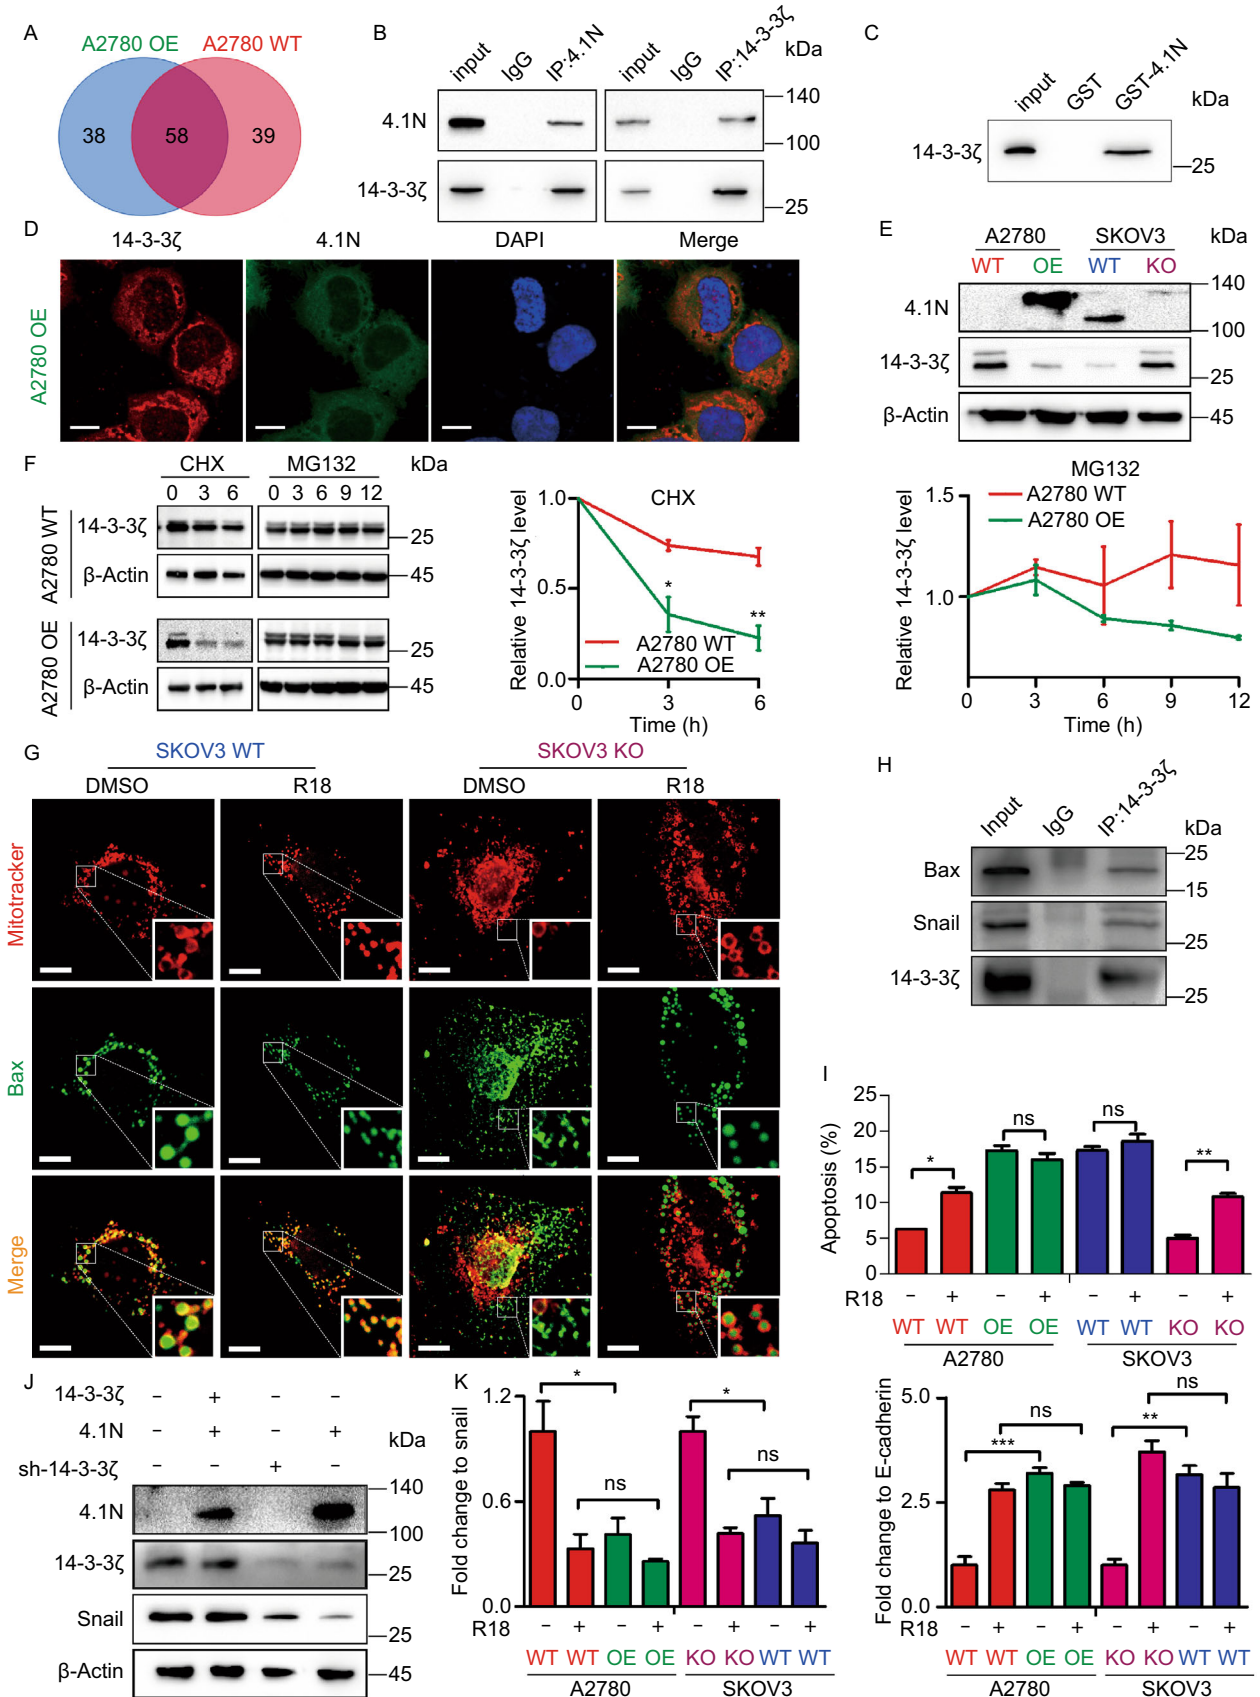 A
A2780 OE
A2780 WT
38
58
39
B
input
IgG
IP:4.1N
input
IgG
IP:14-3-3ζ
kDa
4.1N
140
100
14-3-3ζ
25
C
input
GST
GST-4.1N
kDa
14-3-3ζ
25
D
14-3-3ζ
4.1N
DAPI
Merge
A2780 OE
E
A2780
SKOV3
kDa
WT
OE
WT
KO
4.1N
140
100
14-3-3ζ
25
β-Actin
45
F
CHX
MG132
kDa
0 3 6
0 3 6 9 12
A2780 WT
14-3-3ζ
25
β-Actin
45
A2780 OE
14-3-3ζ
25
β-Actin
45
CHX
Relative 14-3-3ζ level
1.0
0.5
0.0
*
**
A2780 WT
A2780 OE
0 3 6
Time (h)
MG132
Relative 14-3-3ζ level
1.5
1.0
A2780 WT
A2780 OE
0 3 6 9 12
Time (h)
G
SKOV3 WT
SKOV3 KO
DMSO
R18
DMSO
R18
Mitotracker
Bax
Merge
H
Input
IgG
IP:14-3-3ζ
kDa
Bax
25
15
Snail
25
14-3-3ζ
25
I
Apoptosis (%)
25
20
15
10
5
0
*
ns
ns
**
R18 − + − + − + − +
WT WT OE OE WT WT KO KO
A2780
SKOV3
J
14-3-3ζ − + − −
4.1N − + − +
sh-14-3-3ζ − − + −
kDa
4.1N
140
100
14-3-3ζ
25
Snail
25
β-Actin
45
K
Fold change to snail
1.2
0.6
0.0
*
ns
*
ns
R18 − + − + − + − +
WT WT OE OE KO KO WT WT
A2780
SKOV3
Fold change to E-cadherin
5.0
2.5
0.0
***
ns
**
ns
R18 − + − + − + − +
WT WT OE OE KO KO WT WT
A2780
SKOV3